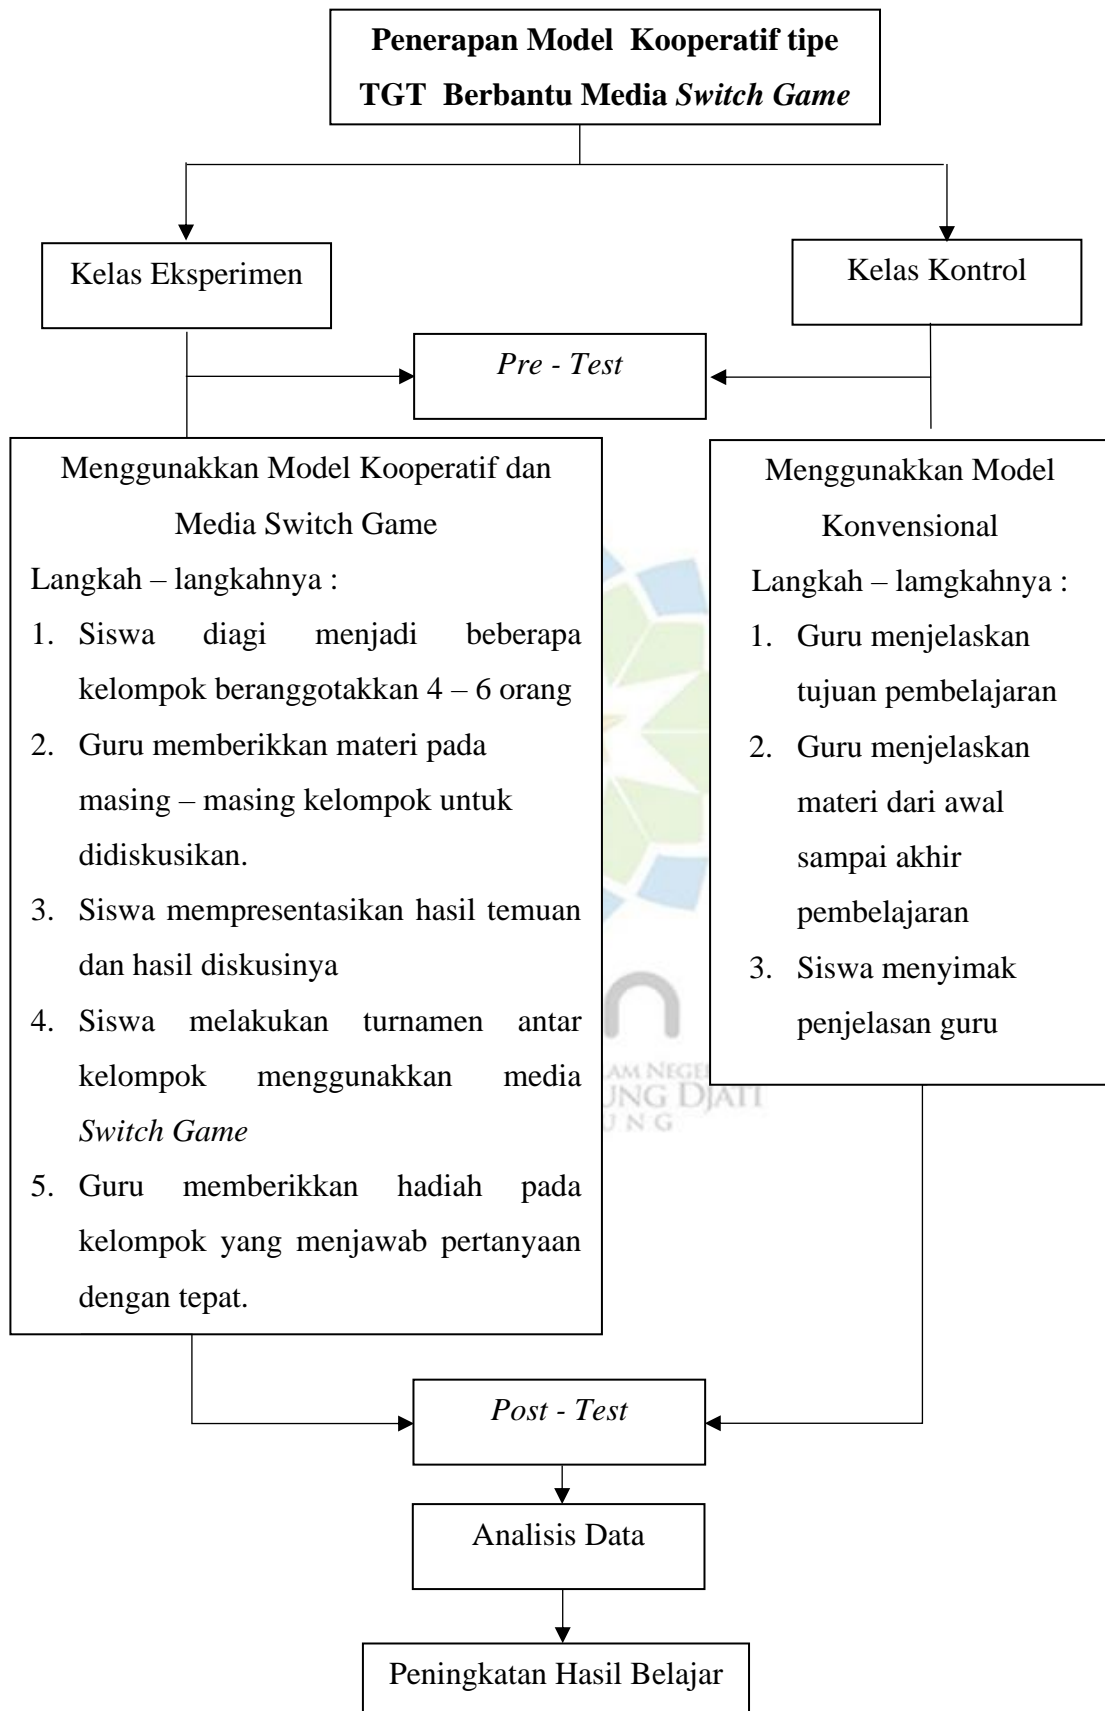 Penerapan Model Kooperatif tipe
TGT Berbantu Media Switch Game
Kelas Eksperimen
Kelas Kontrol
Pre - Test
Menggunakkan Model Kooperatif dan
Media Switch Game
Langkah – langkahnya :
1. Siswa diagi menjadi beberapa
kelompok beranggotakkan 4 – 6 orang
2. Guru memberikkan materi pada
masing – masing kelompok untuk
didiskusikan.
3. Siswa mempresentasikan hasil temuan
dan hasil diskusinya
4. Siswa melakukan turnamen antar
kelompok menggunakkan media
Switch Game
5. Guru memberikkan hadiah pada
kelompok yang menjawab pertanyaan
dengan tepat.
Menggunakkan Model
Konvensional
Langkah – lamgkahnya :
1. Guru menjelaskan
tujuan pembelajaran
2. Guru menjelaskan
materi dari awal
sampai akhir
pembelajaran
3. Siswa menyimak
penjelasan guru
DJATI
Post - Test
Analisis Data
Peningkatan Hasil Belajar